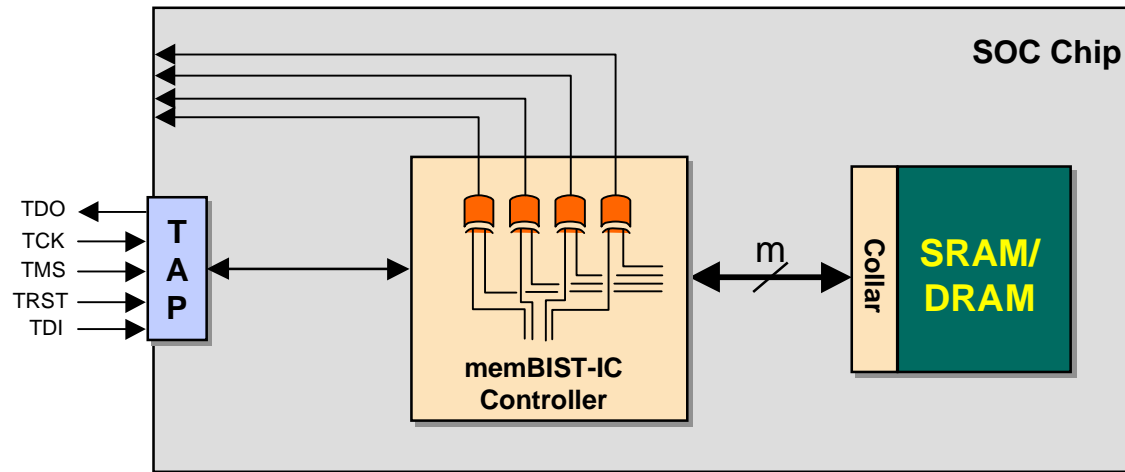 SOC Chip
TDO
TCK
TMS
TRST
TDI
T
A
P
m
Collar
SRAM/
DRAM
memBIST-IC
Controller